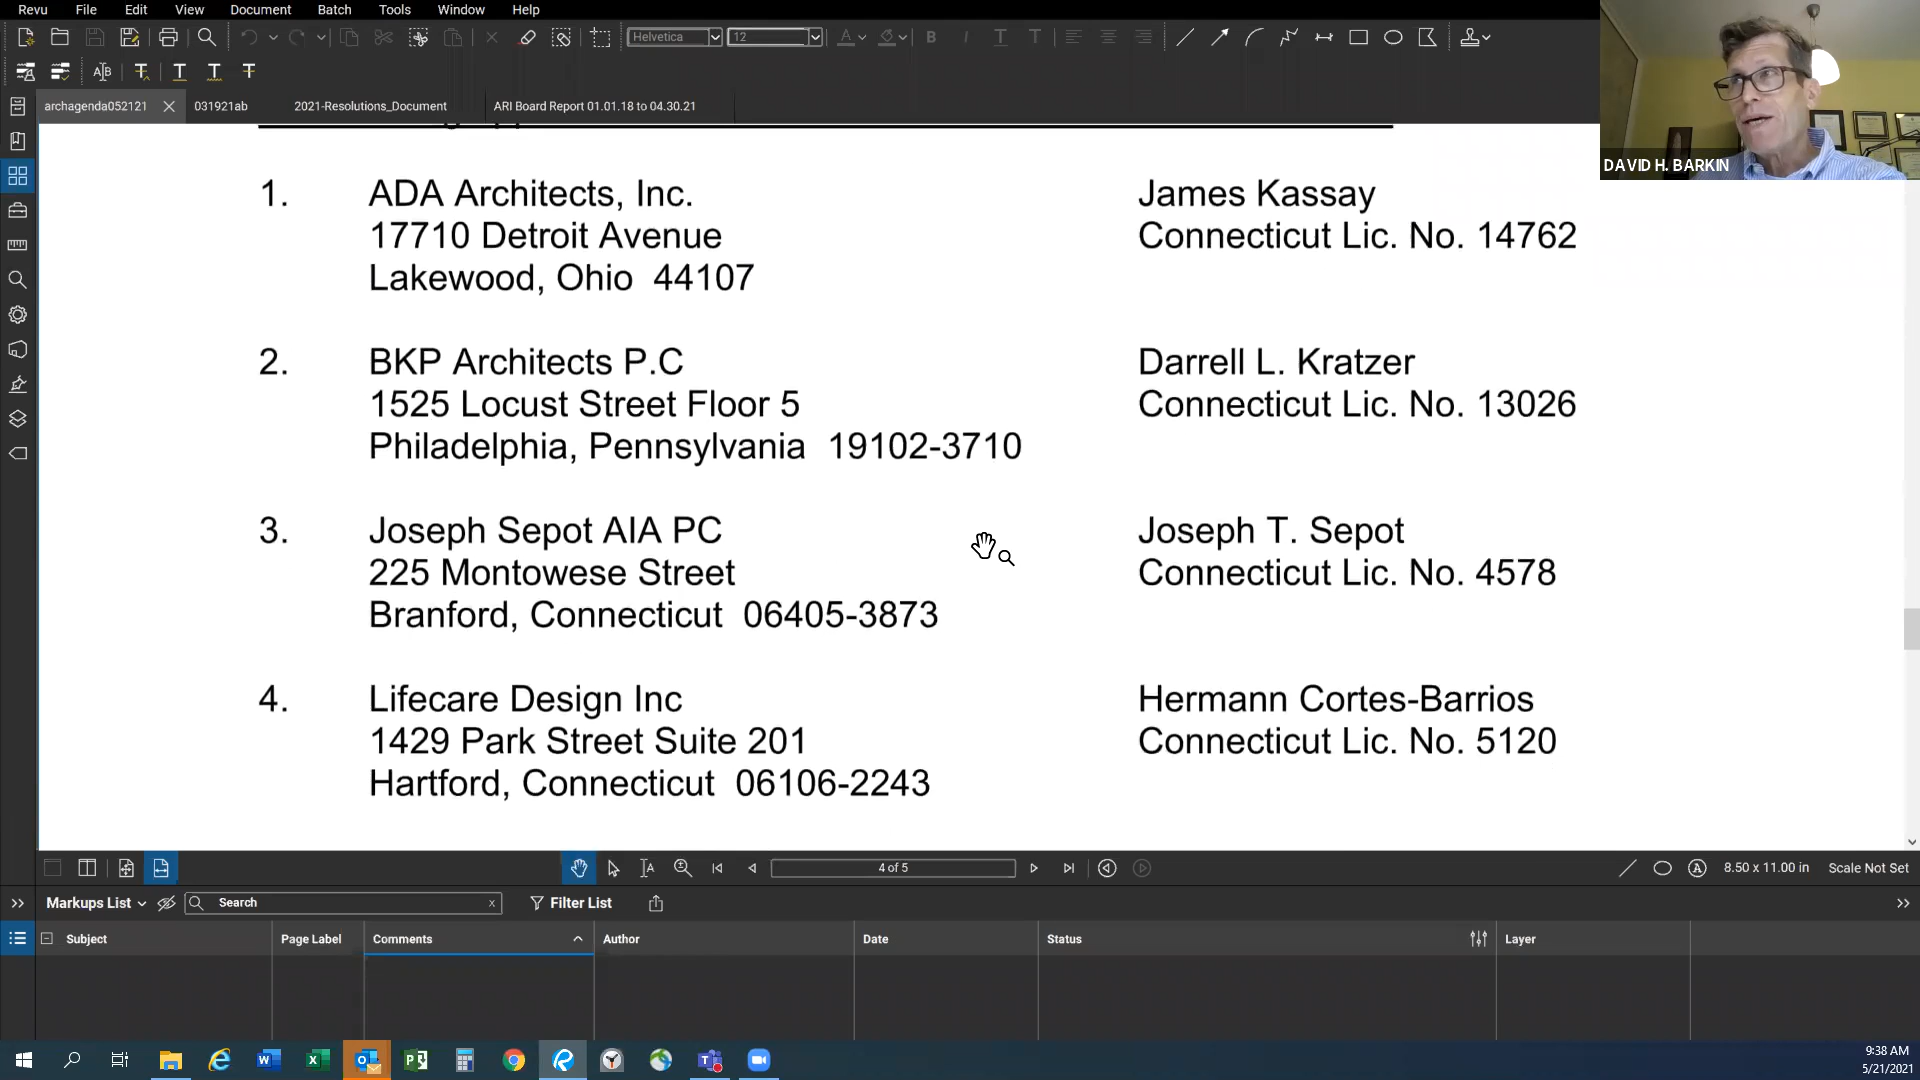 Revu File Edit View Document Batch Tools Window Help
Helvetica 12
archagenda052121 031921ab 2021-Resolutions_Document ARI Board Report 01.01.18 to 04.30.21
DAVID H. BARKIN
1. ADA Architects, Inc. James Kassay
17710 Detroit Avenue Connecticut Lic. No. 14762
Lakewood, Ohio 44107
2. BKP Architects P.C Darrell L. Kratzer
1525 Locust Street Floor 5 Connecticut Lic. No. 13026
Philadelphia, Pennsylvania 19102-3710
3. Joseph Sepot AIA PC Joseph T. Sepot
225 Montowese Street Connecticut Lic. No. 4578
Branford, Connecticut 06405-3873
4. Lifecare Design Inc Hermann Cortes-Barrios
1429 Park Street Suite 201 Connecticut Lic. No. 5120
Hartford, Connecticut 06106-2243
4 of 5 8.50 x 11.00 in Scale Not Set
Markups List Search x Filter List
Subject Page Label Comments Author Date Status Layer
9:38 AM
5/21/2021